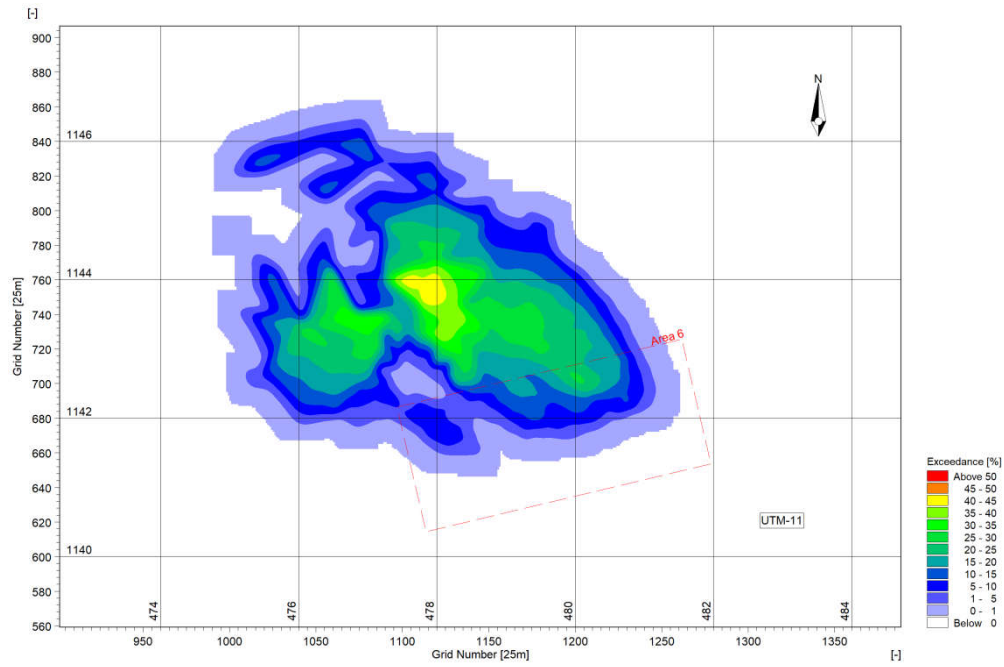 [-]
900
880
860
840
820
800
780
760
740
720
700
680
660
640
620
600
580
560
Grid Number [25m]
1146
1144
1142
1140
N
Area 6
UTM-11
474
476
478
480
482
484
950
1000
1050
1100
1150
1200
1250
1300
1350
Grid Number [25m]
[-]
Exceedance [%]
Above 50
45 - 50
40 - 45
35 - 40
30 - 35
25 - 30
20 - 25
15 - 20
10 - 15
5 - 10
1 - 5
0 - 1
Below 0